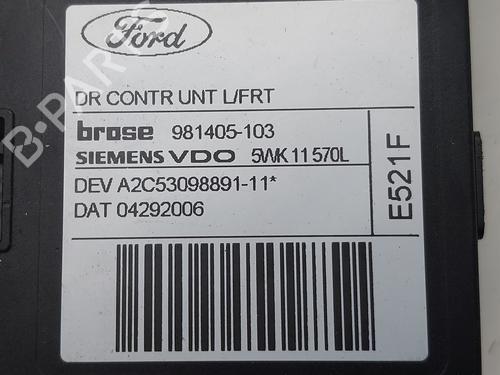 Ford
DR CONTR UNT L/FRT
brose 981405-103
SIEMENS VDO 5WK11570L
DEV A2C53098891-11*
DAT 04292006
E521F
B-PARTS